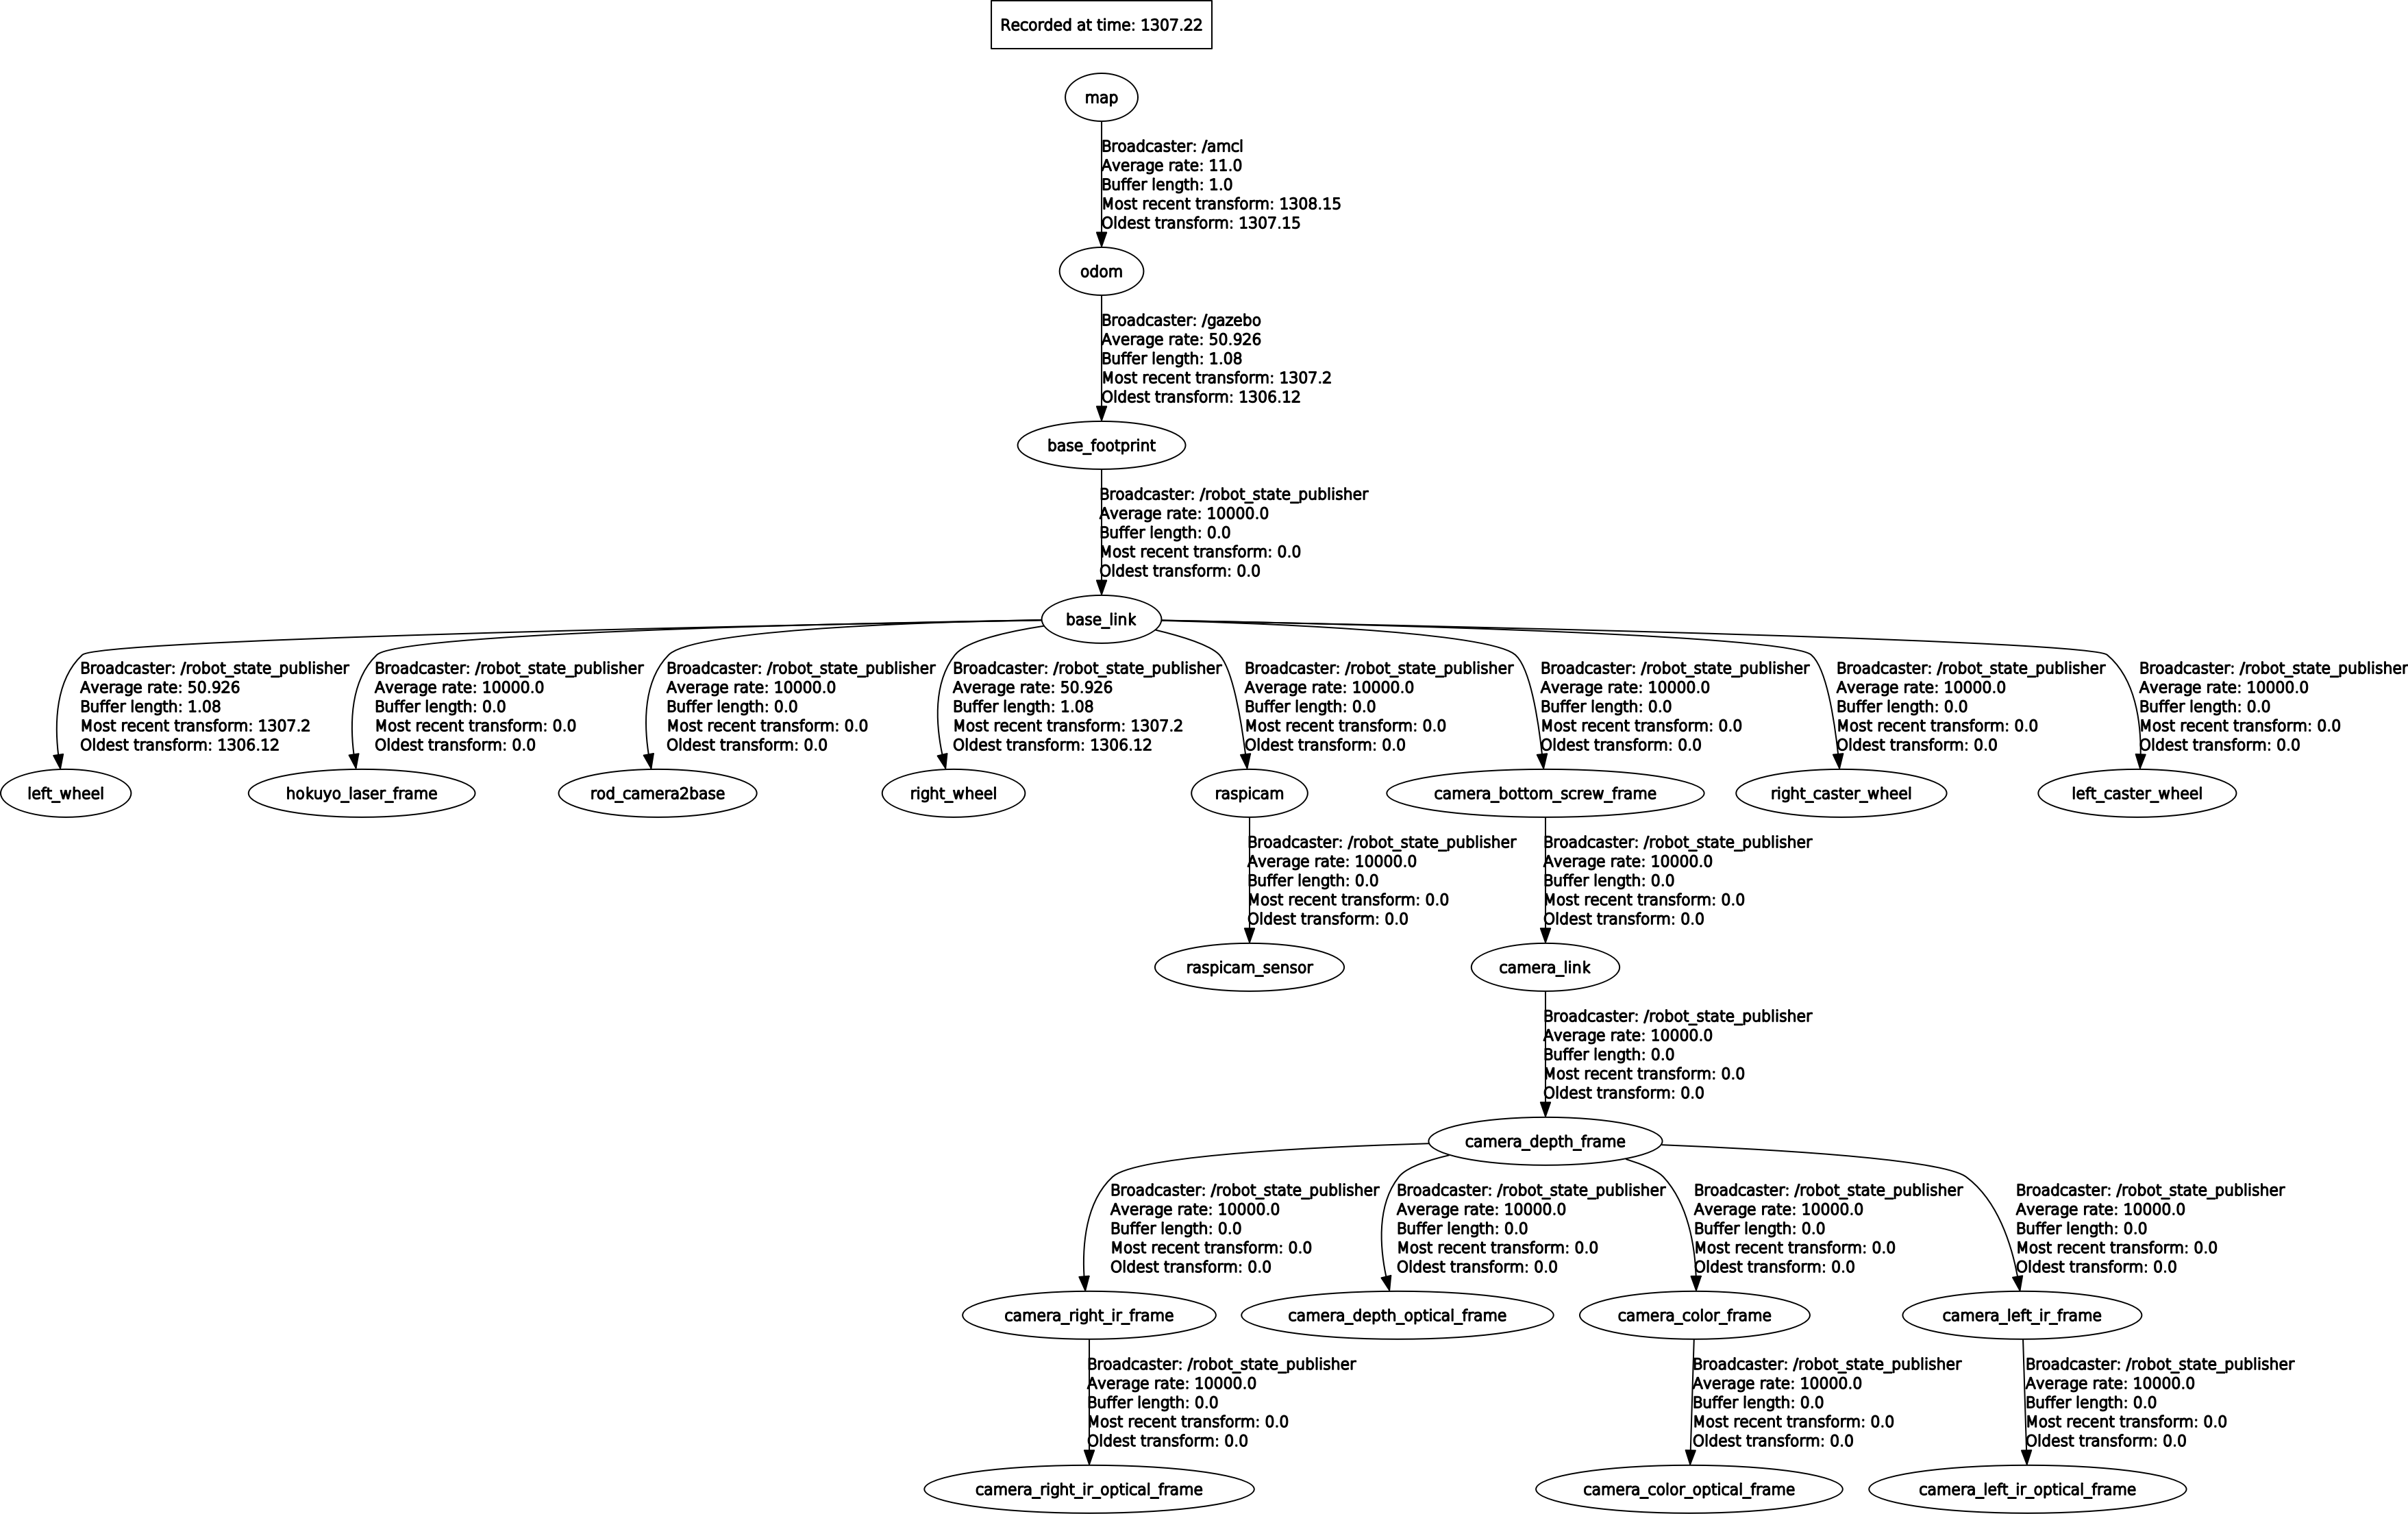 Recorded at time: 1307.22
map
Broadcaster: /amcl
Average rate: 11.0
Buffer length: 1.0
Most recent transform: 1308.15
Oldest transform: 1307.15
odom
Broadcaster: /gazebo
Average rate: 50.926
Buffer length: 1.08
Most recent transform: 1307.2
Oldest transform: 1306.12
base_footprint
Broadcaster: /robot_state_publisher
Average rate: 10000.0
Buffer length: 0.0
Most recent transform: 0.0
Oldest transform: 0.0
base_link
Broadcaster: /robot_state_publisher
Average rate: 50.926
Buffer length: 1.08
Most recent transform: 1307.2
Oldest transform: 1306.12
Broadcaster: /robot_state_publisher
Average rate: 10000.0
Buffer length: 0.0
Most recent transform: 0.0
Oldest transform: 0.0
Broadcaster: /robot_state_publisher
Average rate: 10000.0
Buffer length: 0.0
Most recent transform: 0.0
Oldest transform: 0.0
Broadcaster: /robot_state_publisher
Average rate: 50.926
Buffer length: 1.08
Most recent transform: 1307.2
Oldest transform: 1306.12
Broadcaster: /robot_state_publisher
Average rate: 10000.0
Buffer length: 0.0
Most recent transform: 0.0
Oldest transform: 0.0
Broadcaster: /robot_state_publisher
Average rate: 10000.0
Buffer length: 0.0
Most recent transform: 0.0
Oldest transform: 0.0
Broadcaster: /robot_state_publisher
Average rate: 10000.0
Buffer length: 0.0
Most recent transform: 0.0
Oldest transform: 0.0
Broadcaster: /robot_state_publisher
Average rate: 10000.0
Buffer length: 0.0
Most recent transform: 0.0
Oldest transform: 0.0
left_wheel
hokuyo_laser_frame
rod_camera2base
right_wheel
raspicam
camera_bottom_screw_frame
right_caster_wheel
left_caster_wheel
Broadcaster: /robot_state_publisher
Average rate: 10000.0
Buffer length: 0.0
Most recent transform: 0.0
Oldest transform: 0.0
Broadcaster: /robot_state_publisher
Average rate: 10000.0
Buffer length: 0.0
Most recent transform: 0.0
Oldest transform: 0.0
raspicam_sensor
camera_link
Broadcaster: /robot_state_publisher
Average rate: 10000.0
Buffer length: 0.0
Most recent transform: 0.0
Oldest transform: 0.0
camera_depth_frame
Broadcaster: /robot_state_publisher
Average rate: 10000.0
Buffer length: 0.0
Most recent transform: 0.0
Oldest transform: 0.0
Broadcaster: /robot_state_publisher
Average rate: 10000.0
Buffer length: 0.0
Most recent transform: 0.0
Oldest transform: 0.0
Broadcaster: /robot_state_publisher
Average rate: 10000.0
Buffer length: 0.0
Most recent transform: 0.0
Oldest transform: 0.0
Broadcaster: /robot_state_publisher
Average rate: 10000.0
Buffer length: 0.0
Most recent transform: 0.0
Oldest transform: 0.0
camera_right_ir_frame
camera_depth_optical_frame
camera_color_frame
camera_left_ir_frame
Broadcaster: /robot_state_publisher
Average rate: 10000.0
Buffer length: 0.0
Most recent transform: 0.0
Oldest transform: 0.0
Broadcaster: /robot_state_publisher
Average rate: 10000.0
Buffer length: 0.0
Most recent transform: 0.0
Oldest transform: 0.0
Broadcaster: /robot_state_publisher
Average rate: 10000.0
Buffer length: 0.0
Most recent transform: 0.0
Oldest transform: 0.0
camera_right_ir_optical_frame
camera_color_optical_frame
camera_left_ir_optical_frame